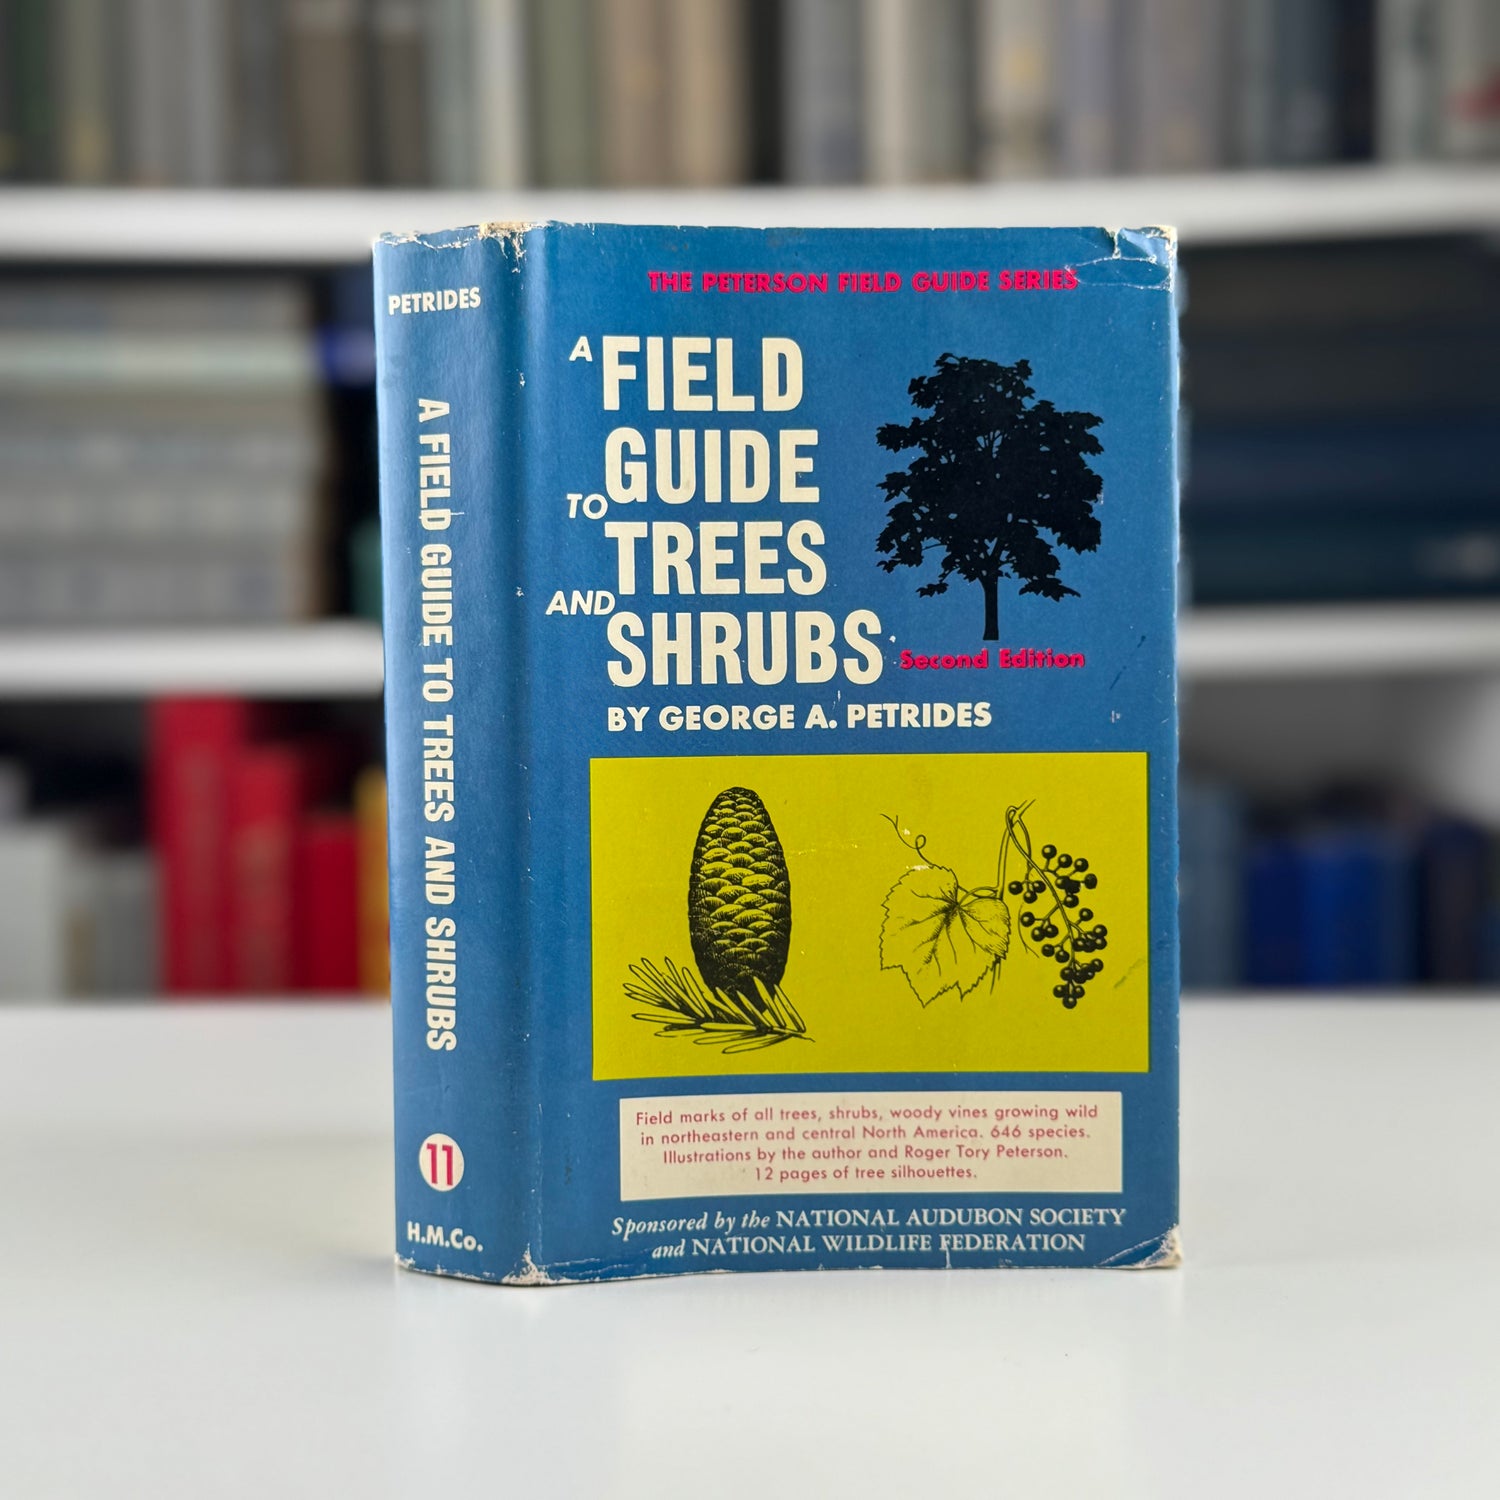 PETRIDES
A FIELD GUIDE TO TREES AND SHRUBS
11
H.M.Co.
THE PETERSON FIELD GUIDE SERIES
A FIELD
GUIDE
TO TREES
AND SHRUBS
Second Edition
BY GEORGE A. PETRIDES
Field marks of all trees, shrubs, woody vines growing wild
in northeastern and central North America. 646 species.
Illustrations by the author and Roger Tory Peterson.
12 pages of tree silhouettes.
Sponsored by the NATIONAL AUDUBON SOCIETY
and NATIONAL WILDLIFE FEDERATION